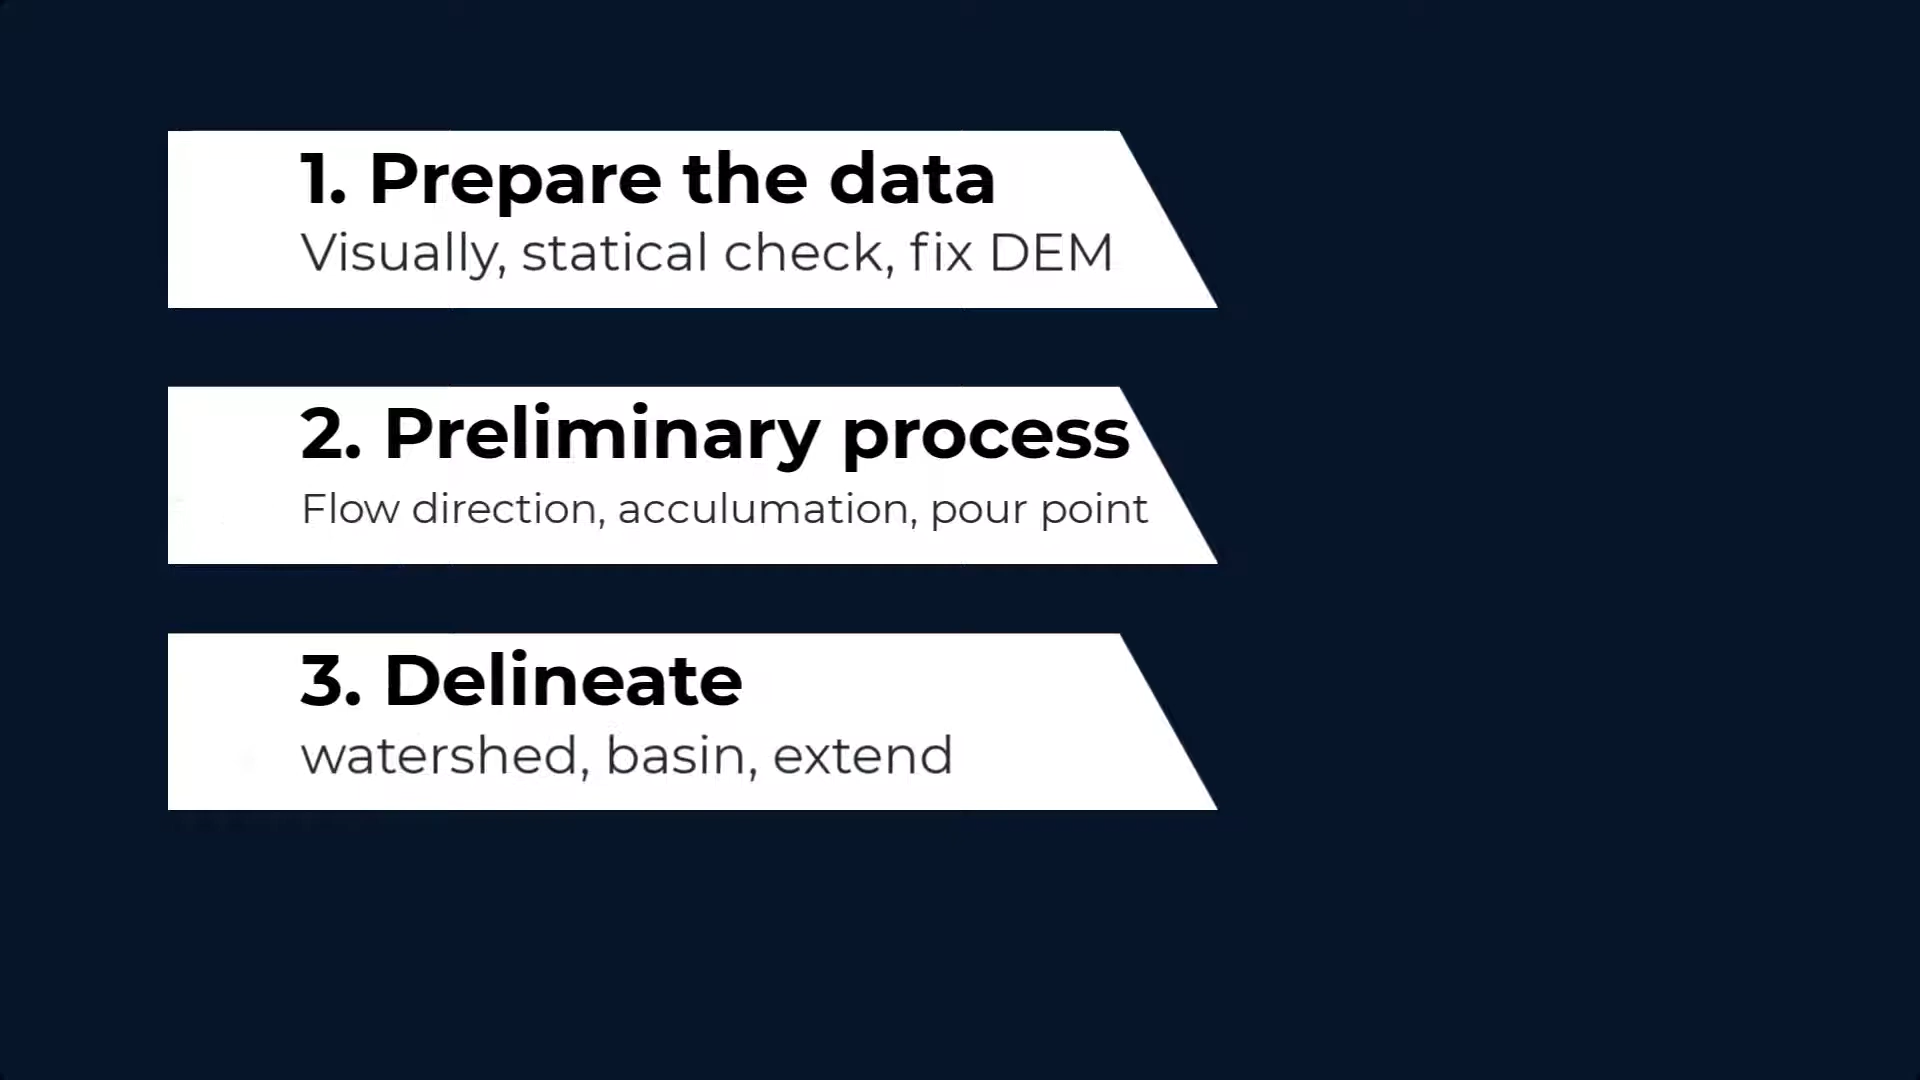 1. Prepare the data
Visually, statical check, fix DEM
2. Preliminary process
Flow direction, acculumation, pour point
3. Delineate
watershed, basin, extend